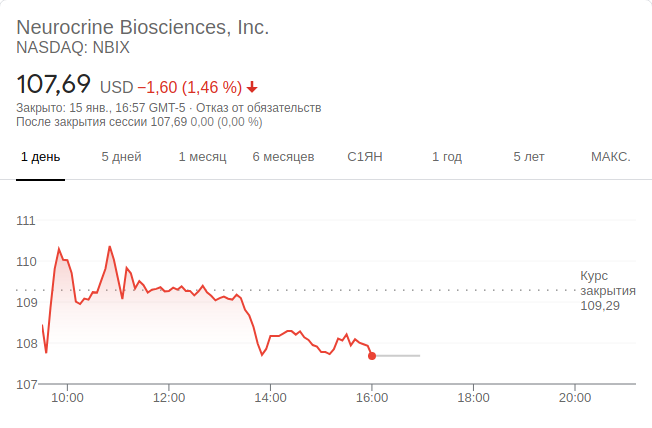 Neurocrine Biosciences, Inc.
NASDAQ: NBIX
107,69 USD −1,60 (1,46 %)
Закрыто: 15 янв., 16:57 GMT-5 · Отказ от обязательств
После закрытия сессии 107,69 0,00 (0,00 %)
1 день 5 дней 1 месяц 6 месяцев С1ЯН 1 год 5 лет МАКС.
111
110
Курс
закрытия
109,29
109
108
107
10:00 12:00 14:00 16:00 18:00 20:00